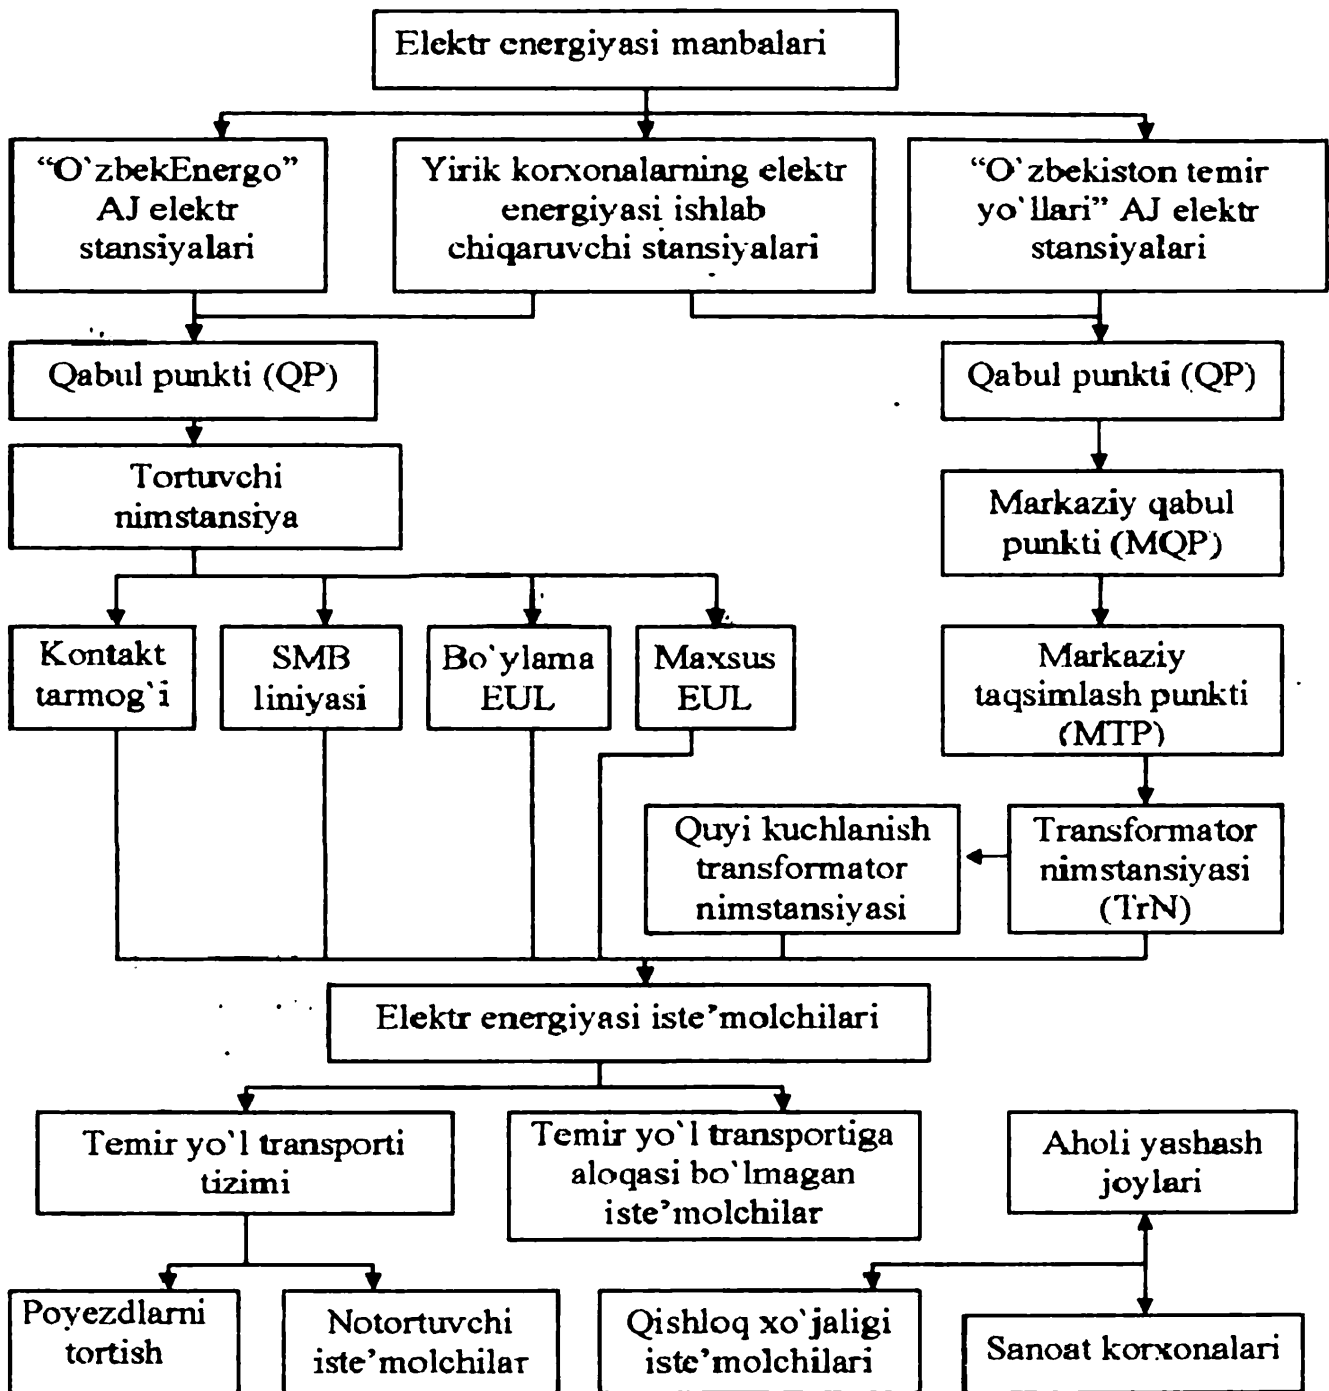 Elektr energiyasi manbalari
“O`zbekEnergo”
AJ elektr
stansiyalari
Yirik korxonalarning elektr
energiyasi ishlab
chiqaruvchi stansiyalari
“O`zbekiston temir
yo`llari” AJ elektr
stansiyalari
Qabul punkti (QP)
Qabul punkti (QP)
Tortuvchi
nimstansiya
Markaziy qabul
punkti (MQP)
Kontakt
tarmog`i
SMB
liniyasi
Bo`ylama
EUL
Maxsus
EUL
Markaziy
taqsimlash punkti
(MTP)
Quyi kuchlanish
transformator
nimstansiyasi
Transformator
nimstansiyasi
(TrN)
Elektr energiyasi iste’molchilari
Temir yo`l transporti
tizimi
Temir yo`l transportiga
aloqasi bo`lmagan
iste’molchilar
Aholi yashash
joylari
Poyezdlarni
tortish
Notortuvchi
iste’molchilar
Qishloq xo`jaligi
iste’molchilari
Sanoat korxonalari